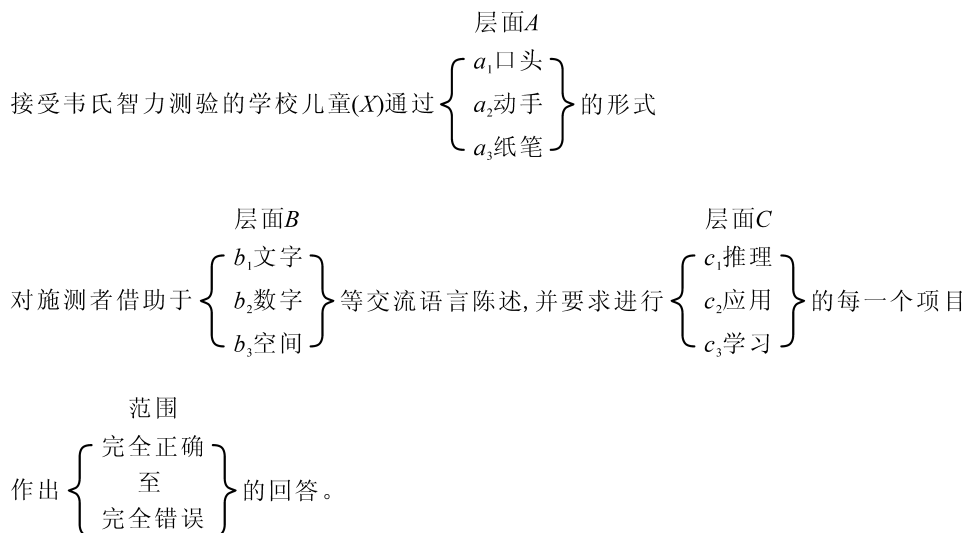 层面A
接受韦氏智力测验的学校儿童(X)通过{a₁口头 a₂动手 a₃纸笔}的形式
层面B 层面C
对施测者借助于{b₁文字 b₂数字 b₃空间}等交流语言陈述,并要求进行{c₁推理 c₂应用 c₃学习}的每一个项目
范围
作出{完全正确 至 完全错误}的回答。